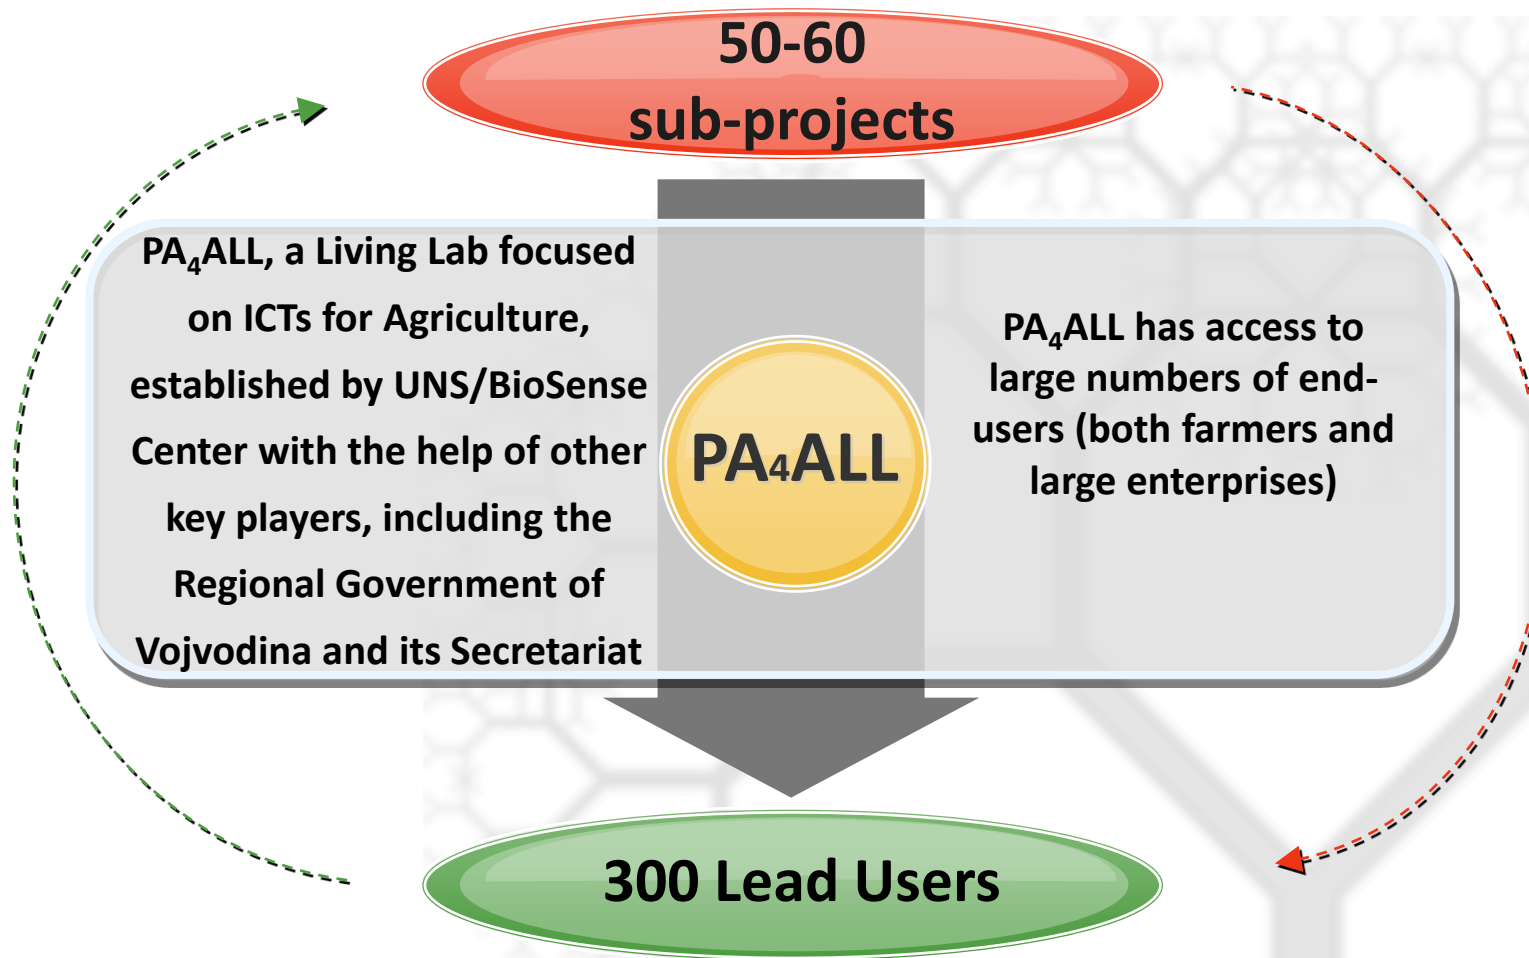 50-60
sub-projects
PA₄ALL, a Living Lab focused
on ICTs for Agriculture,
established by UNS/BioSense
Center with the help of other
key players, including the
Regional Government of
Vojvodina and its Secretariat
PA₄ALL
PA₄ALL has access to
large numbers of end-
users (both farmers and
large enterprises)
300 Lead Users